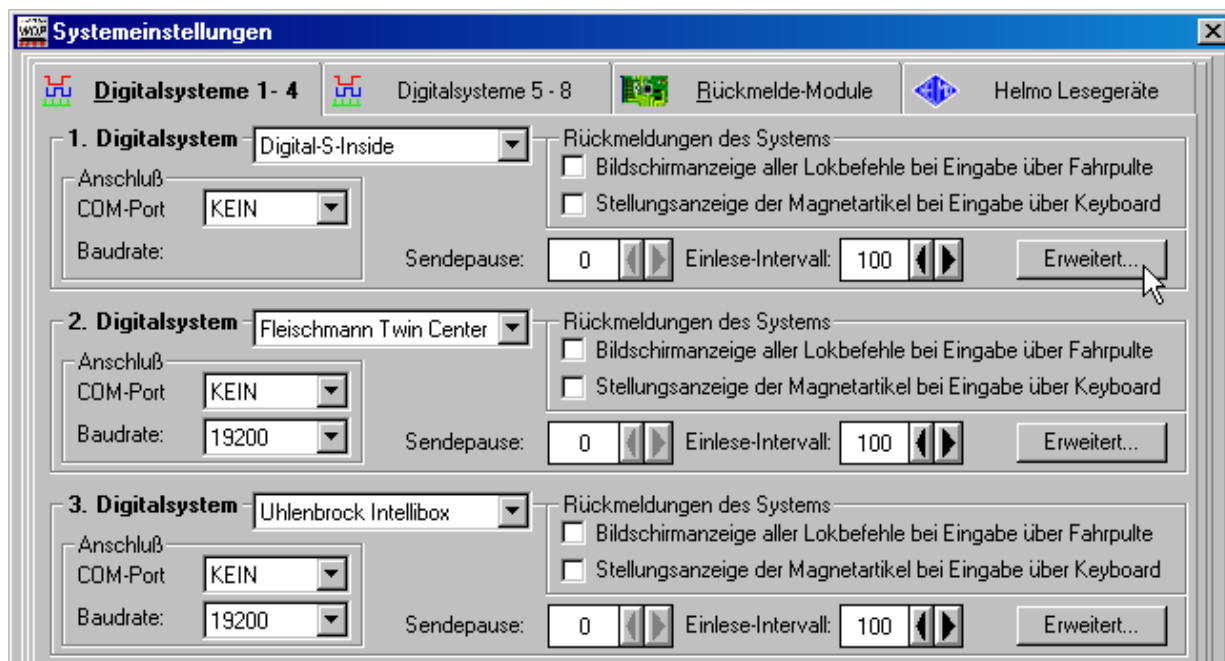 Systemeinstellungen
Digitalsysteme 1- 4
Digitalsysteme 5 - 8
Rückmelde-Module
Helmo Lesegeräte
1. Digitalsystem Digital-S-Inside
Rückmeldungen des Systems
Bildschirmanzeige aller Lokbefehle bei Eingabe über Fahrpulte
Anschluß
COM-Port KEIN
Stellungsanzeige der Magnetartikel bei Eingabe über Keyboard
Baudrate:
Sendepause: 0 Einlese-Intervall: 100 Erweitert...
2. Digitalsystem Fleischmann Twin Center
Rückmeldungen des Systems
Bildschirmanzeige aller Lokbefehle bei Eingabe über Fahrpulte
Anschluß
COM-Port KEIN
Stellungsanzeige der Magnetartikel bei Eingabe über Keyboard
Baudrate: 19200
Sendepause: 0 Einlese-Intervall: 100 Erweitert...
3. Digitalsystem Uhlenbrock Intellibox
Rückmeldungen des Systems
Bildschirmanzeige aller Lokbefehle bei Eingabe über Fahrpulte
Anschluß
COM-Port KEIN
Stellungsanzeige der Magnetartikel bei Eingabe über Keyboard
Baudrate: 19200
Sendepause: 0 Einlese-Intervall: 100 Erweitert...